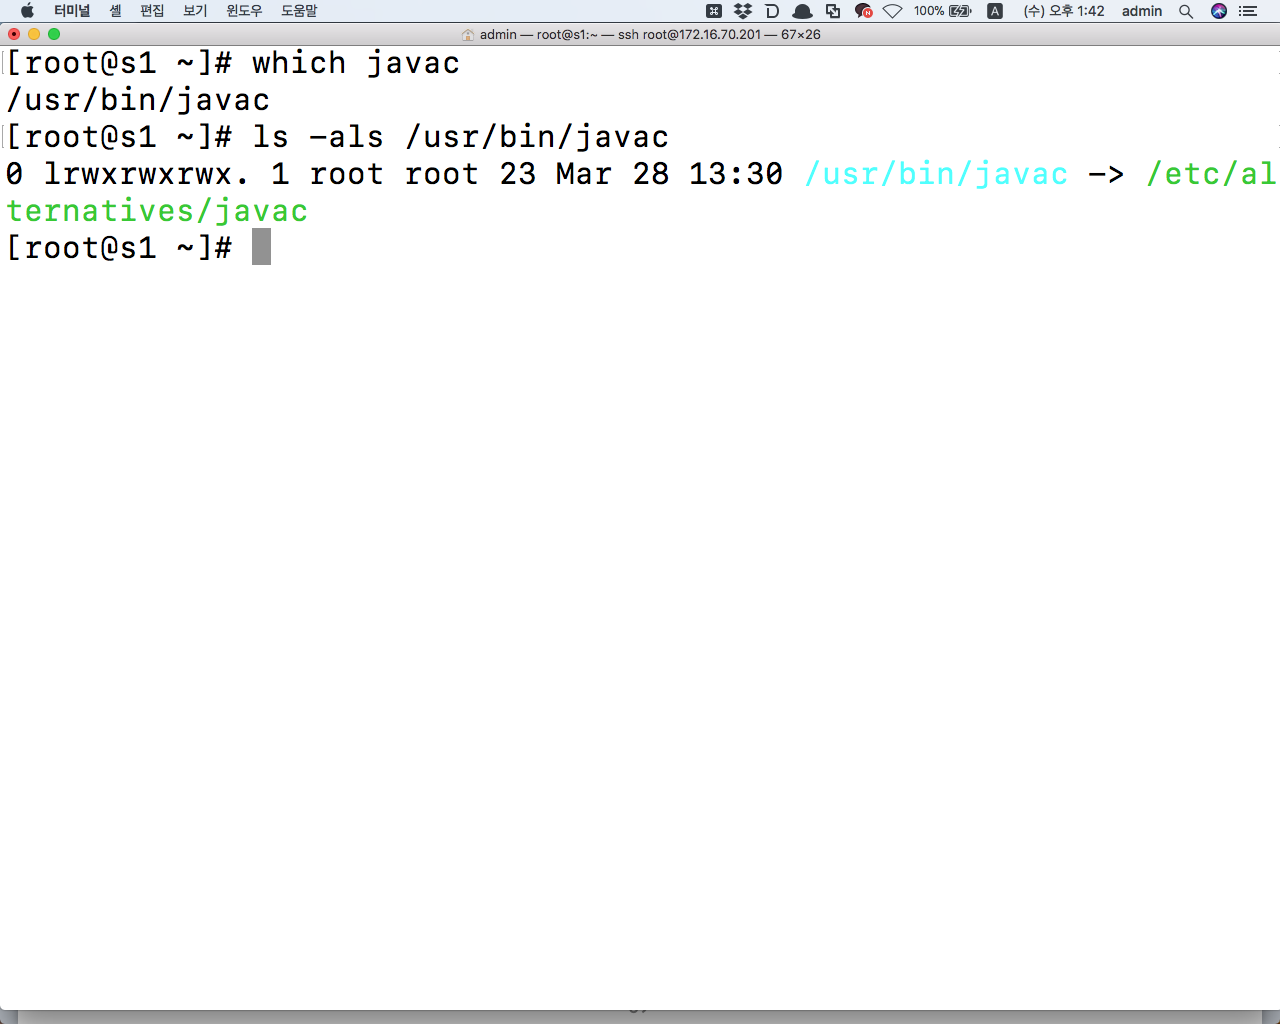 터미널 셸 편집 보기 윈도우 도움말 100% A (수) 오후 1:42 admin
admin — root@s1:~ — ssh root@172.16.70.201 — 67×26
[root@s1 ~]# which javac
/usr/bin/javac
[root@s1 ~]# ls -als /usr/bin/javac
0 lrwxrwxrwx. 1 root root 23 Mar 28 13:30 /usr/bin/javac -> /etc/al
ternatives/javac
[root@s1 ~]#